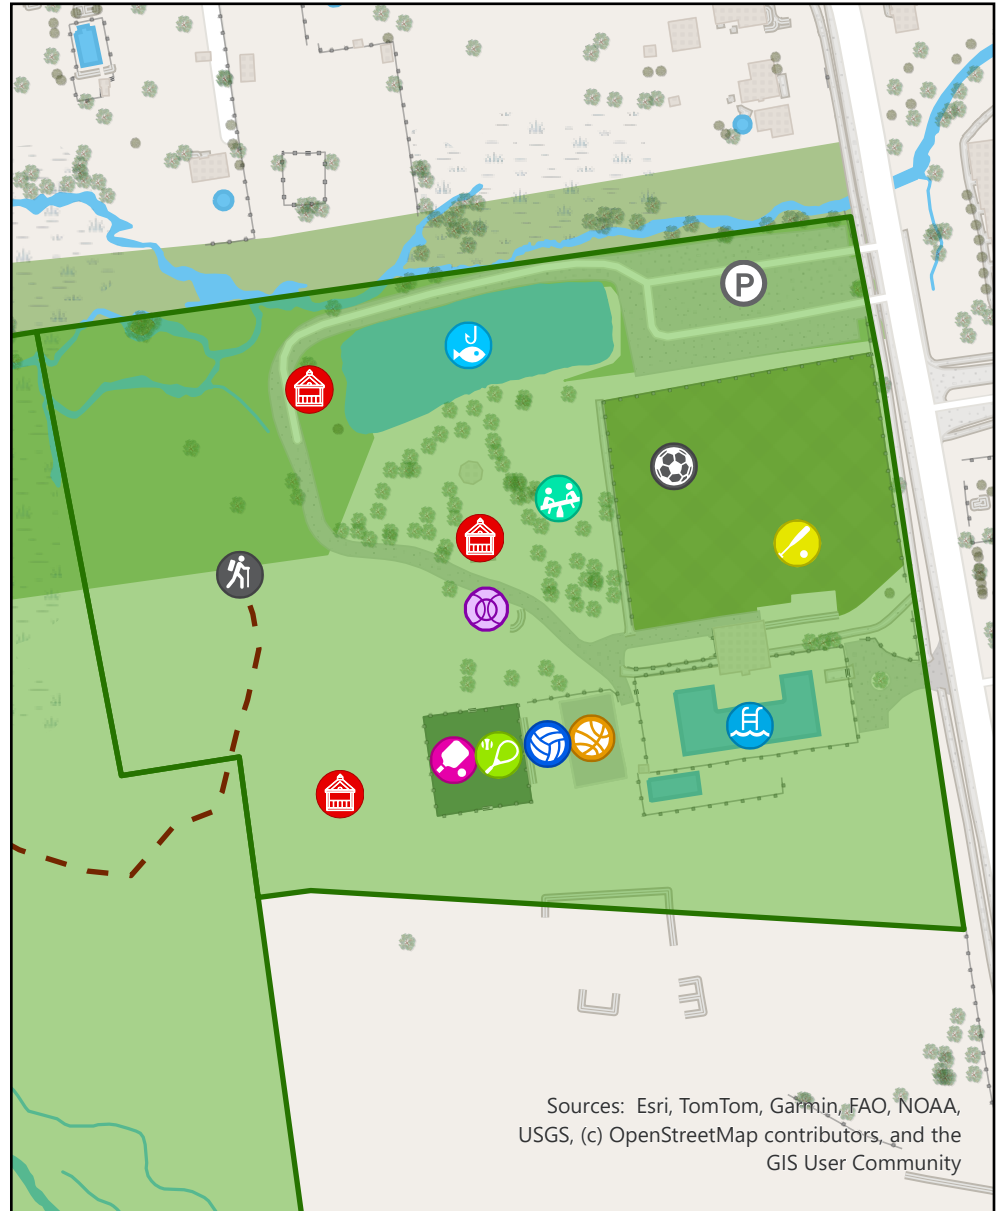 P
Sources: Esri, TomTom, Garmin, FAO, NOAA,
USGS, (c) OpenStreetMap contributors, and the
GIS User Community